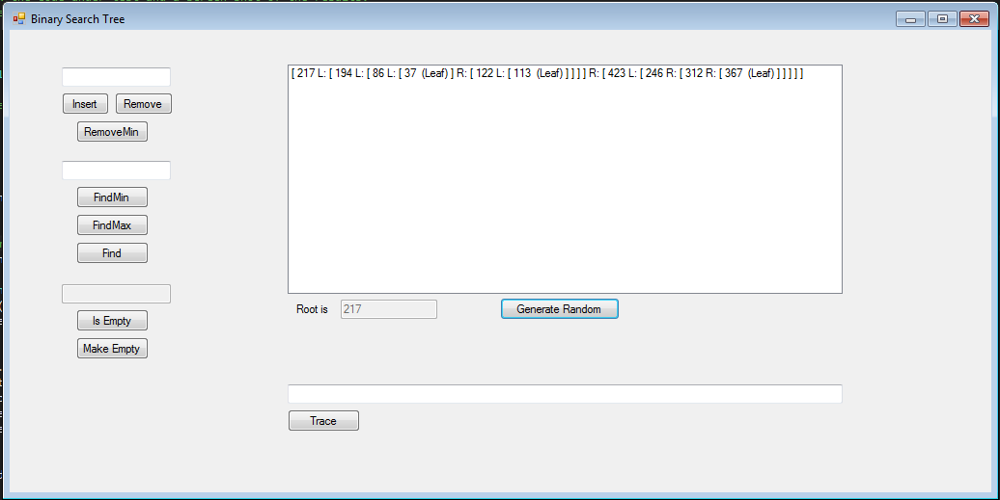 Binary Search Tree
[ 217 L: [ 194 L: [ 86 L: [ 37 (Leaf) ] R: [ 122 L: [ 113 (Leaf) ] ] ] ] R: [ 423 L: [ 246 R: [ 312 R: [ 367 (Leaf) ] ] ] ] ]
Insert Remove
RemoveMin
FindMin
FindMax
Find
Root is 217 Generate Random
Is Empty
Make Empty
Trace